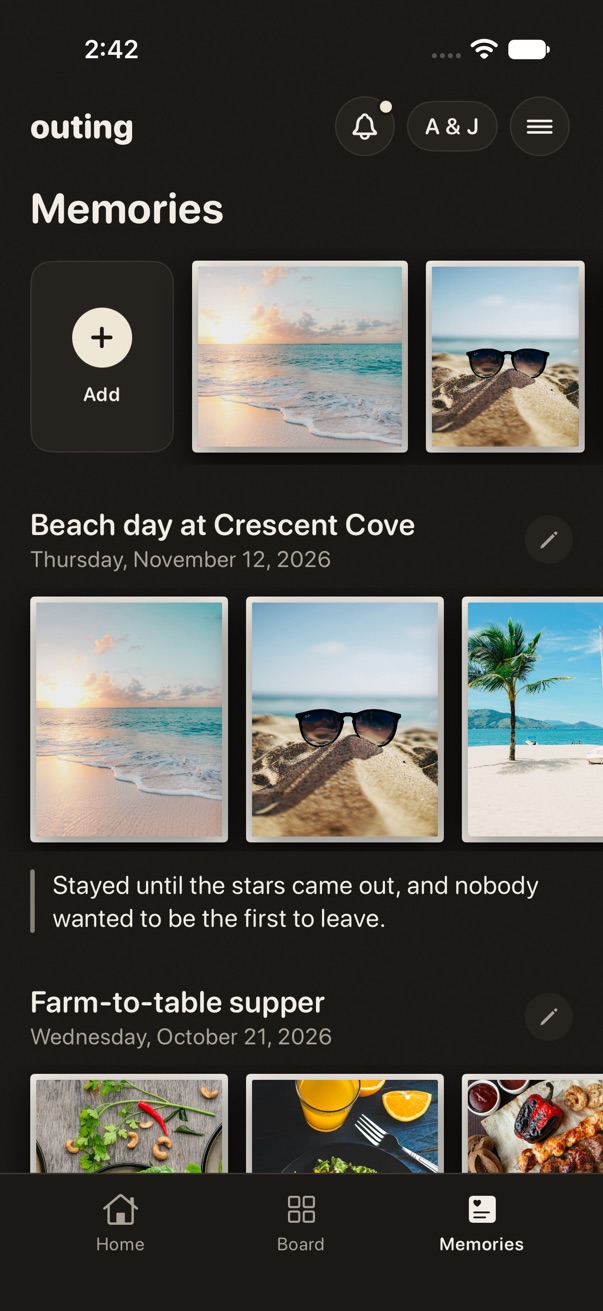 2:42
outing
A & J
Memories
Add
Beach day at Crescent Cove
Thursday, November 12, 2026
Stayed until the stars came out, and nobody
wanted to be the first to leave.
Farm-to-table supper
Wednesday, October 21, 2026
Home
Board
Memories